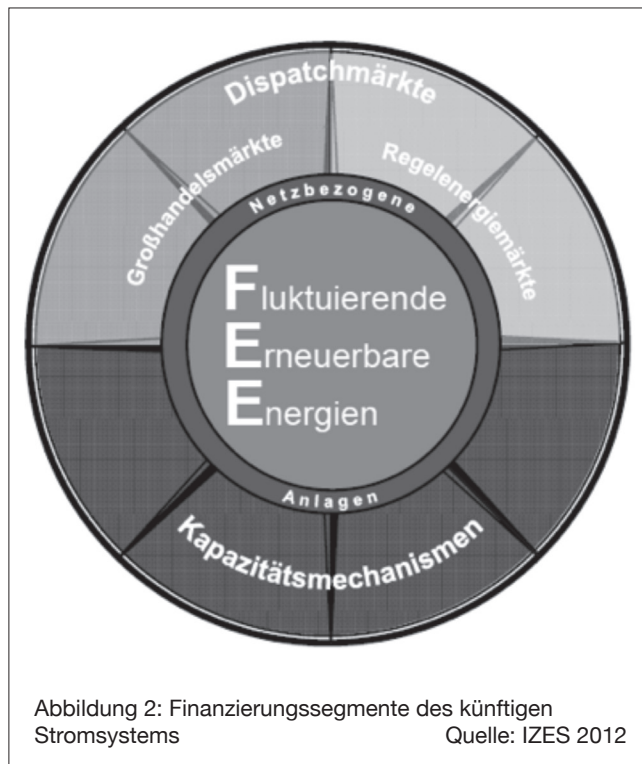 Dispatchmärkte
Großhandelsmärkte
Regelenergiemärkte
Netzbezogene
Fluktuierende
Erneuerbare
Energien
Anlagen
Kapazitätsmechanismen
Abbildung 2: Finanzierungssegmente des künftigen
Stromsystems Quelle: IZES 2012